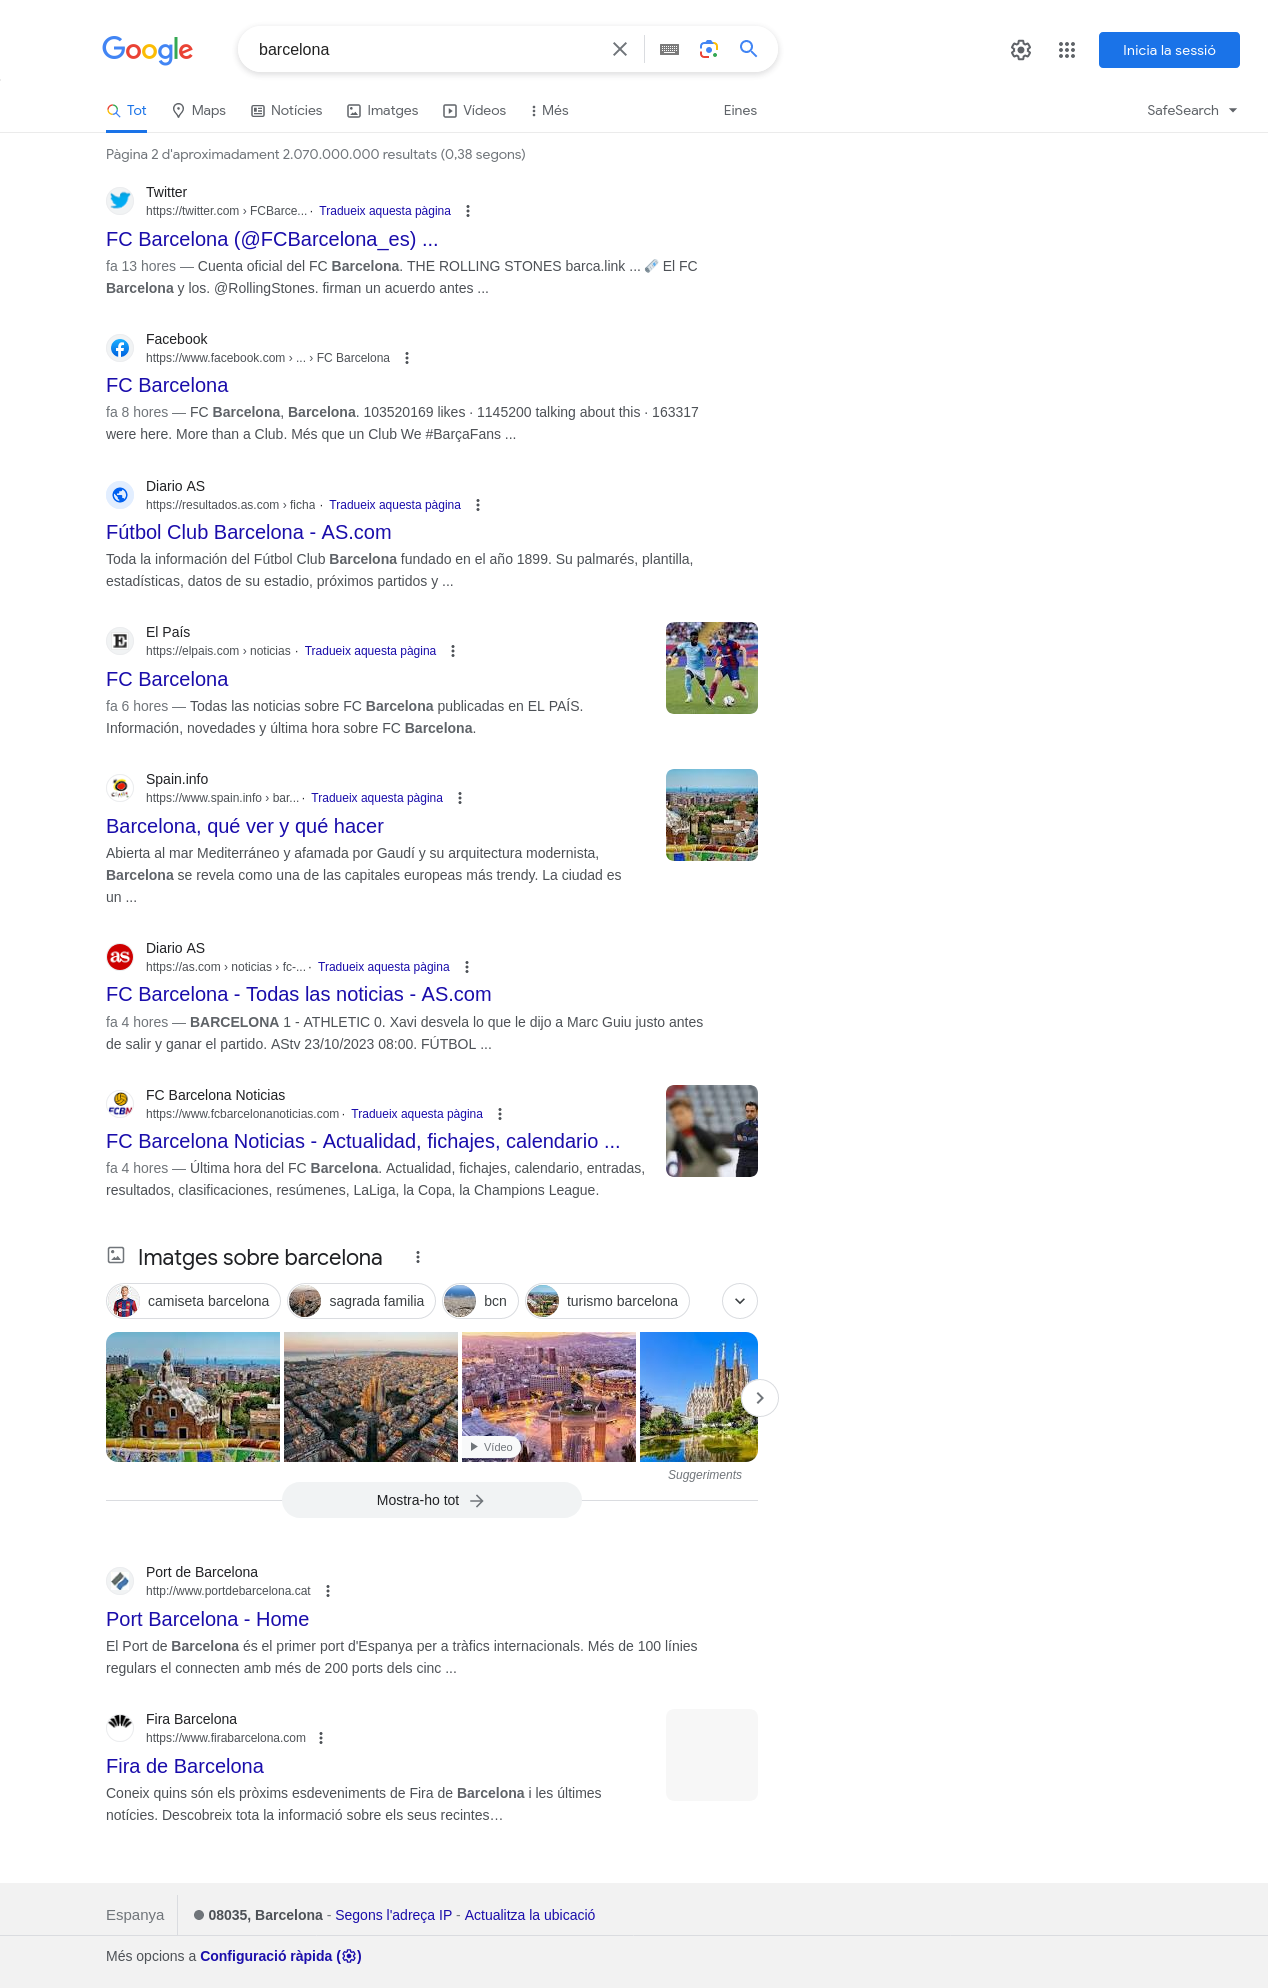 Google
barcelona
Inicia la sessió
Tot
Maps
Notícies
Imatges
Vídeos
Més
Eines
SafeSearch
Pàgina 2 d'aproximadament 2.070.000.000 resultats (0,38 segons)
Twitter
https://twitter.com › FCBarce... · Tradueix aquesta pàgina
FC Barcelona (@FCBarcelona_es) ...
fa 13 hores — Cuenta oficial del FC Barcelona. THE ROLLING STONES barca.link ... 🗞️ El FC
Barcelona y los. @RollingStones. firman un acuerdo antes ...
Facebook
https://www.facebook.com › ... › FC Barcelona
FC Barcelona
fa 8 hores — FC Barcelona, Barcelona. 103520169 likes · 1145200 talking about this · 163317
were here. More than a Club. Més que un Club We #BarçaFans ...
Diario AS
https://resultados.as.com › ficha · Tradueix aquesta pàgina
Fútbol Club Barcelona - AS.com
Toda la información del Fútbol Club Barcelona fundado en el año 1899. Su palmarés, plantilla,
estadísticas, datos de su estadio, próximos partidos y ...
E
El País
https://elpais.com › noticias · Tradueix aquesta pàgina
FC Barcelona
fa 6 hores — Todas las noticias sobre FC Barcelona publicadas en EL PAÍS.
Información, novedades y última hora sobre FC Barcelona.
Spain.info
https://www.spain.info › bar... · Tradueix aquesta pàgina
Barcelona, qué ver y qué hacer
Abierta al mar Mediterráneo y afamada por Gaudí y su arquitectura modernista,
Barcelona se revela como una de las capitales europeas más trendy. La ciudad es
un ...
as
Diario AS
https://as.com › noticias › fc-... · Tradueix aquesta pàgina
FC Barcelona - Todas las noticias - AS.com
fa 4 hores — BARCELONA 1 - ATHLETIC 0. Xavi desvela lo que le dijo a Marc Guiu justo antes
de salir y ganar el partido. AStv 23/10/2023 08:00. FÚTBOL ...
FCBN
FC Barcelona Noticias
https://www.fcbarcelonanoticias.com · Tradueix aquesta pàgina
FC Barcelona Noticias - Actualidad, fichajes, calendario ...
fa 4 hores — Última hora del FC Barcelona. Actualidad, fichajes, calendario, entradas,
resultados, clasificaciones, resúmenes, LaLiga, la Copa, la Champions League.
Imatges sobre barcelona
camiseta barcelona
sagrada familia
bcn
turismo barcelona
Vídeo
Suggeriments
Mostra-ho tot
Port de Barcelona
http://www.portdebarcelona.cat
Port Barcelona - Home
El Port de Barcelona és el primer port d'Espanya per a tràfics internacionals. Més de 100 línies
regulars el connecten amb més de 200 ports dels cinc ...
Fira Barcelona
https://www.firabarcelona.com
Fira de Barcelona
Coneix quins són els pròxims esdeveniments de Fira de Barcelona i les últimes
notícies. Descobreix tota la informació sobre els seus recintes…
Espanya
08035, Barcelona - Segons l'adreça IP - Actualitza la ubicació
Més opcions a Configuració ràpida ()